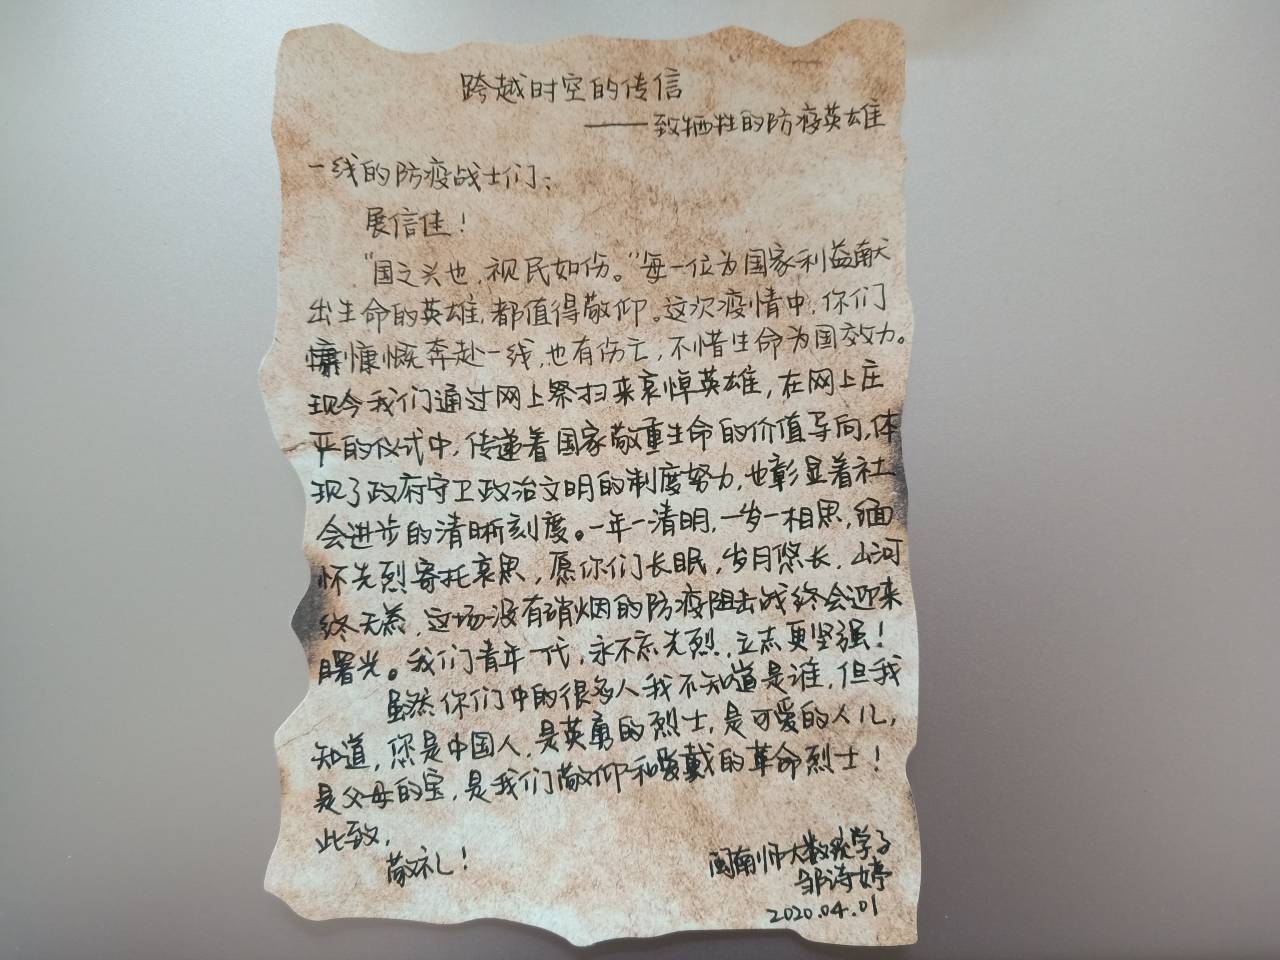 跨越时空的传信
——致牺牲的防疫英雄
一线的防疫战士们：
展信佳！
“国之兴也，视民如伤。”每一位为国家利益献
出生命的英雄，都值得敬仰。这次疫情中，你们
慷慨奔赴一线，也有伤亡，不惜生命为国效力。
现今我们通过网上祭扫来哀悼英雄，在网上庄
严的仪式中，传递着国家敬重生命的价值导向，体
现了政府守卫政治文明的制度努力，也彰显着社
会进步的清晰刻度。一年一清明，一岁一相思，缅
怀先烈寄托哀思，愿你们长眠，岁月悠长，山河
终无恙，这场没有硝烟的防疫阻击战终会迎来
曙光。我们青年一代，永不忘先烈，立志更坚强！
虽然你们中的很多人我不知道是谁，但我
知道，您是中国人，是英勇的烈士，是可爱的人儿，
是父母的宝，是我们敬仰和爱戴的革命烈士！
此致，
敬礼！
闽南师大数统学子
邹诗婷
2020.04.01